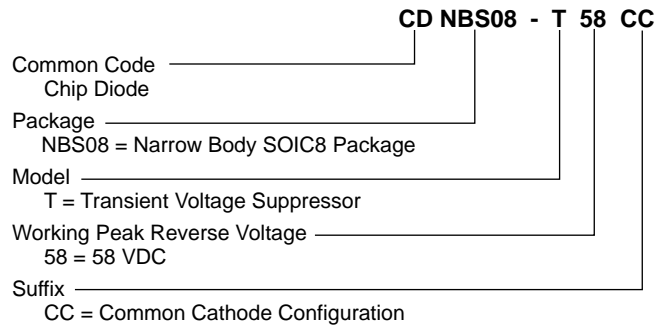 CD NBS08 - T 58 CC
Common Code
Chip Diode
Package
NBS08 = Narrow Body SOIC8 Package
Model
T = Transient Voltage Suppressor
Working Peak Reverse Voltage
58 = 58 VDC
Suffix
CC = Common Cathode Configuration